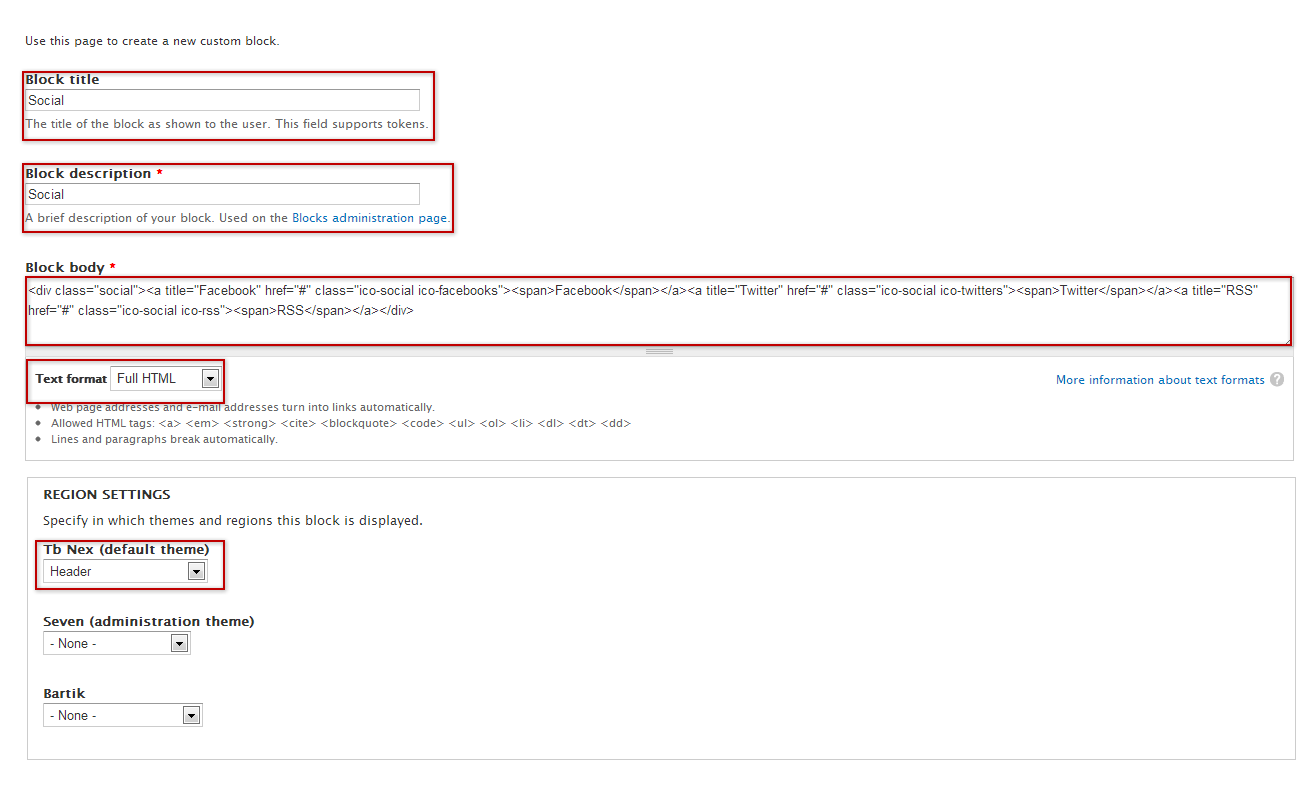 Use this page to create a new custom block.
Block title
Social
The title of the block as shown to the user. This field supports tokens.
Block description *
Social
A brief description of your block. Used on the Blocks administration page.
Block body *
<div class="social"><a title="Facebook" href="#" class="ico-social ico-facebooks"><span>Facebook</span></a><a title="Twitter" href="#" class="ico-social ico-twitters"><span>Twitter</span></a><a title="RSS"
href="#" class="ico-social ico-rss"><span>RSS</span></a></div>
Text format Full HTML More information about text formats ?
Web page addresses and e-mail addresses turn into links automatically.
Allowed HTML tags: <a> <em> <strong> <cite> <blockquote> <code> <ul> <ol> <li> <dl> <dt> <dd>
Lines and paragraphs break automatically.
REGION SETTINGS
Specify in which themes and regions this block is displayed.
Tb Nex (default theme)
Header
Seven (administration theme)
- None -
Bartik
- None -